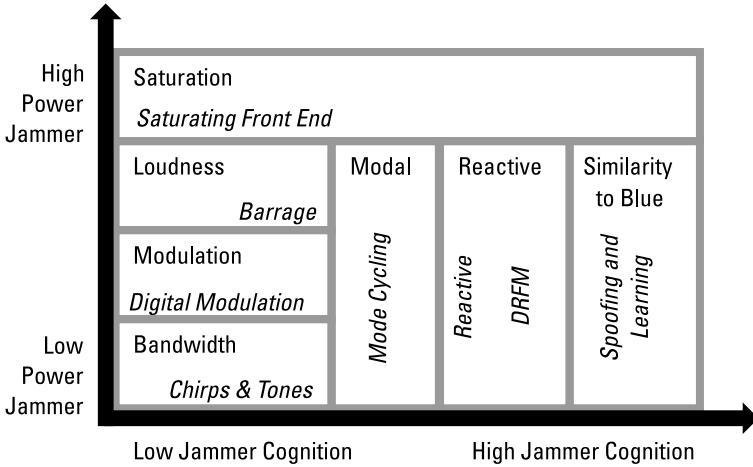 High
Power
Jammer
Saturation
Saturating Front End
Loudness
Barrage
Modulation
Digital Modulation
Bandwidth
Chirps & Tones
Modal
Mode Cycling
Reactive
Reactive
DRFM
Similarity
to Blue
Spoofing and
Learning
Low
Power
Jammer
Low Jammer Cognition
High Jammer Cognition